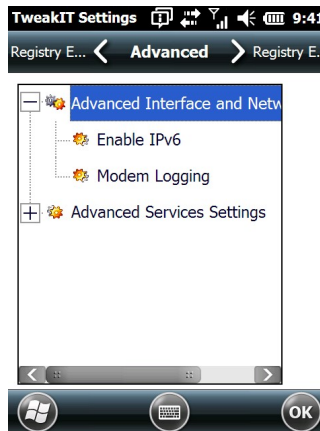 TweakIT Settings 9:41
Registry E... Advanced Registry E.
Advanced Interface and Netw
Enable IPv6
Modem Logging
Advanced Services Settings
OK